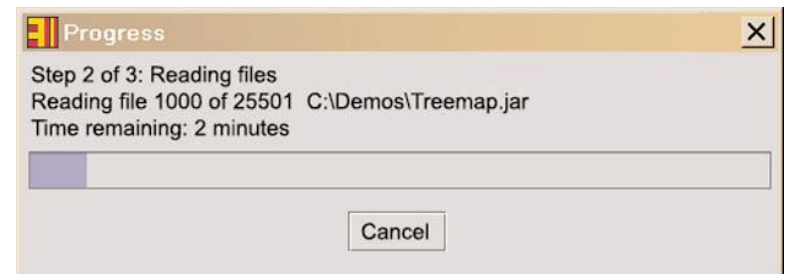 Progress
Step 2 of 3: Reading files
Reading file 1000 of 25501 C:\Demos\Treemap.jar
Time remaining: 2 minutes
Cancel